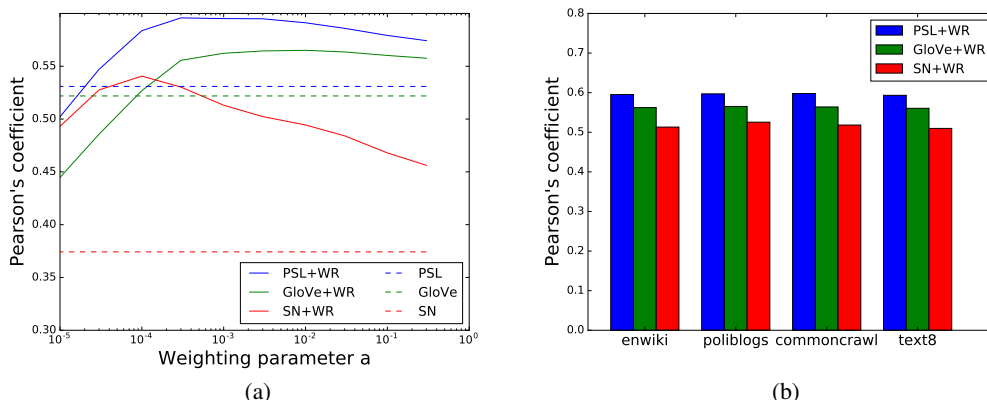 0.55
0.50
0.45
0.40
0.35
0.30
Pearson's coefficient
10^-5
10^-4
10^-3
10^-2
10^-1
10^0
Weighting parameter a
PSL+WR
GloVe+WR
SN+WR
PSL
GloVe
SN
(a)
0.8
0.7
0.6
0.5
0.4
0.3
0.2
0.1
0.0
Pearson's coefficient
enwiki
poliblogs
commoncrawl
text8
PSL+WR
GloVe+WR
SN+WR
(b)